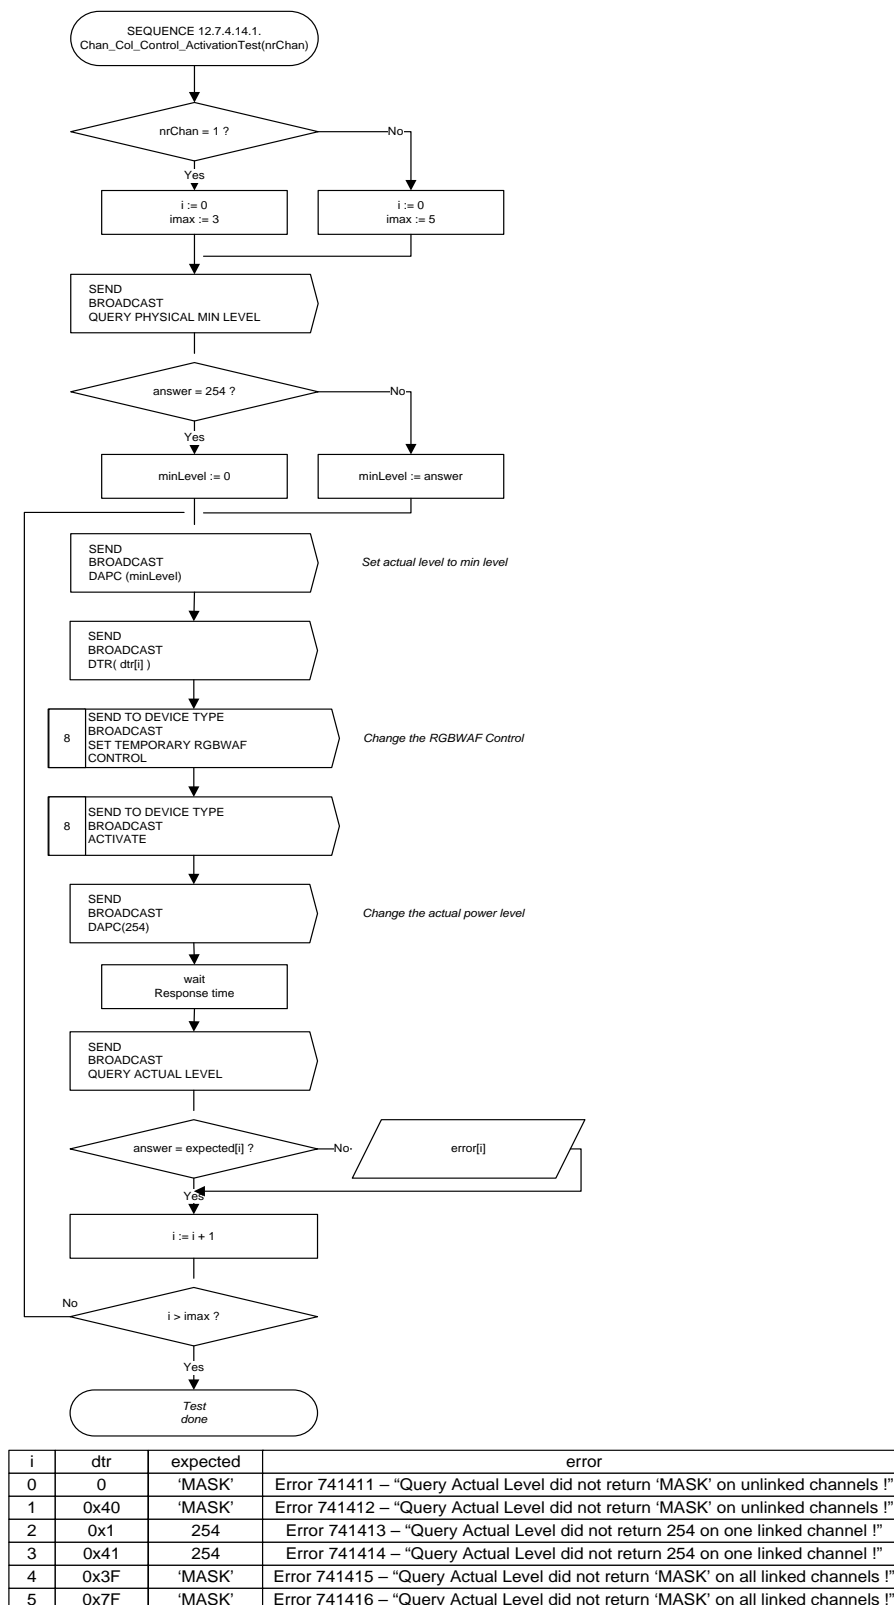 SEQUENCE 12.7.4.14.1.
Chan_Col_Control_ActivationTest(nrChan)
nrChan = 1 ?
No
Yes
i := 0
imax := 3
i := 0
imax := 5
SEND
BROADCAST
QUERY PHYSICAL MIN LEVEL
answer = 254 ?
No
Yes
minLevel := 0
minLevel := answer
SEND
BROADCAST
DAPC (minLevel)
Set actual level to min level
SEND
BROADCAST
DTR( dtr[i] )
8
SEND TO DEVICE TYPE
BROADCAST
SET TEMPORARY RGBWAF
CONTROL
Change the RGBWAF Control
8
SEND TO DEVICE TYPE
BROADCAST
ACTIVATE
SEND
BROADCAST
DAPC(254)
Change the actual power level
wait
Response time
SEND
BROADCAST
QUERY ACTUAL LEVEL
answer = expected[i] ?
No
error[i]
Yes
i := i + 1
No
i > imax ?
Yes
Test
done
i dtr expected error
0 0 ‘MASK’ Error 741411 – “Query Actual Level did not return ‘MASK’ on unlinked channels !”
1 0x40 ‘MASK’ Error 741412 – “Query Actual Level did not return ‘MASK’ on unlinked channels !”
2 0x1 254 Error 741413 – “Query Actual Level did not return 254 on one linked channel !”
3 0x41 254 Error 741414 – “Query Actual Level did not return 254 on one linked channel !”
4 0x3F ‘MASK’ Error 741415 – “Query Actual Level did not return ‘MASK’ on all linked channels !”
5 0x7F ‘MASK’ Error 741416 – “Query Actual Level did not return ‘MASK’ on all linked channels !”